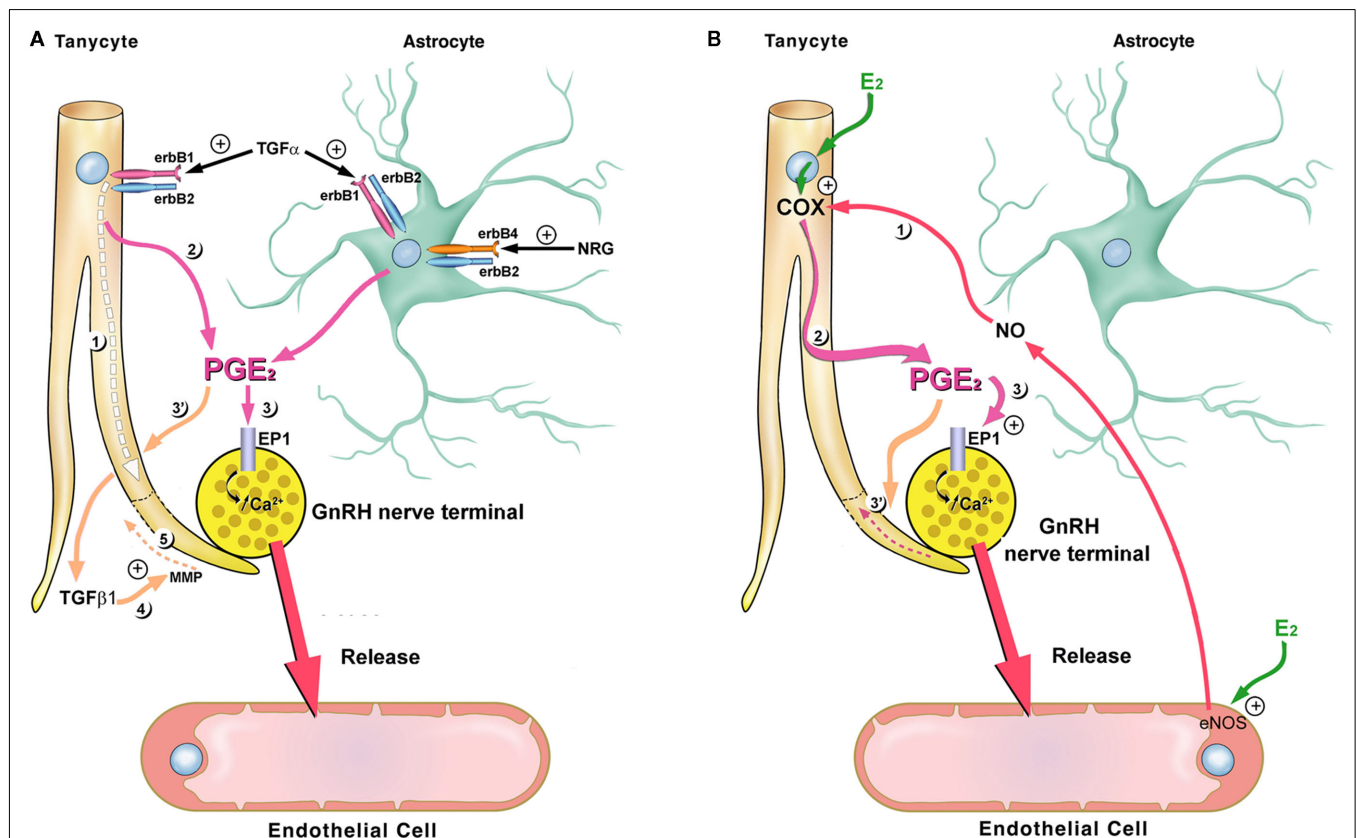 A
Tanycyte
Astrocyte
TGFα
+
+
erbB1
erbB2
erbB2
erbB1
erbB4
erbB2
+
NRG
2
1
PGE₂
3'
3
EP1
Ca²⁺
GnRH nerve terminal
5
+
MMP
TGFβ1
4
Release
Endothelial Cell
B
Tanycyte
Astrocyte
E₂
+
COX
1
NO
2
PGE₂
3
EP1
+
Ca²⁺
3'
GnRH
nerve terminal
E₂
Release
+
eNOS
Endothelial Cell